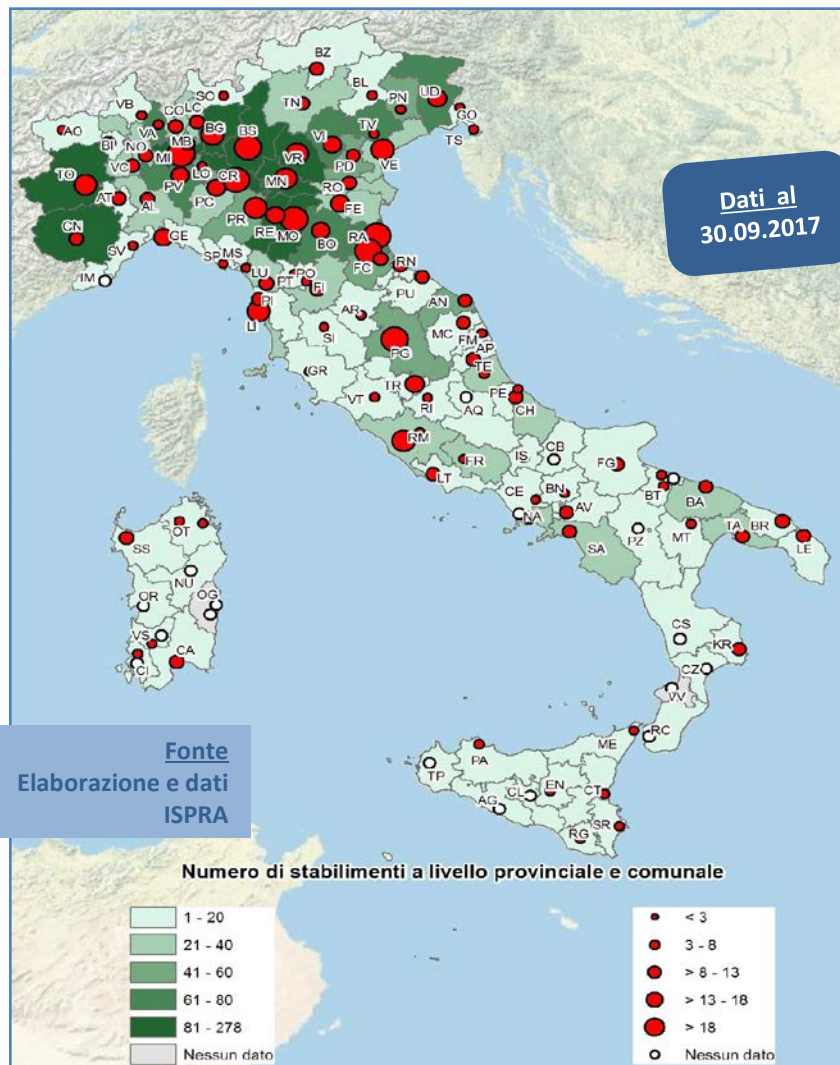 BZ
SO
BL
VB
CO
LC
TN
PN
UD
AO
VA
BG
GO
TS
BI
NO
MB
BS
VI
TV
VC
MI
VR
PD
VE
TO
LO
CR
MN
RO
PV
AT
AL
PC
FE
PR
RE
MO
BO
RA
CN
GE
SV
SP
MS
FC
RN
IM
LU
PT
PO
FI
PU
PI
AN
LI
AR
MC
SI
FM
PG
AP
TE
GR
TR
VT
RI
AQ
PE
CH
RM
CB
IS
FR
FG
LT
CE
BN
BT
BA
NA
AV
PZ
MT
TA
BR
SA
LE
SS
OT
NU
OR
OG
CS
VS
KR
CI
CA
CZ
VV
RC
ME
PA
TP
EN
CL
CT
AG
SR
RG
Dati al
30.09.2017
Fonte
Elaborazione e dati
ISPRA
Numero di stabilimenti a livello provinciale e comunale
1 - 20
21 - 40
41 - 60
61 - 80
81 - 278
Nessun dato
< 3
3 - 8
> 8 - 13
> 13 - 18
> 18
Nessun dato